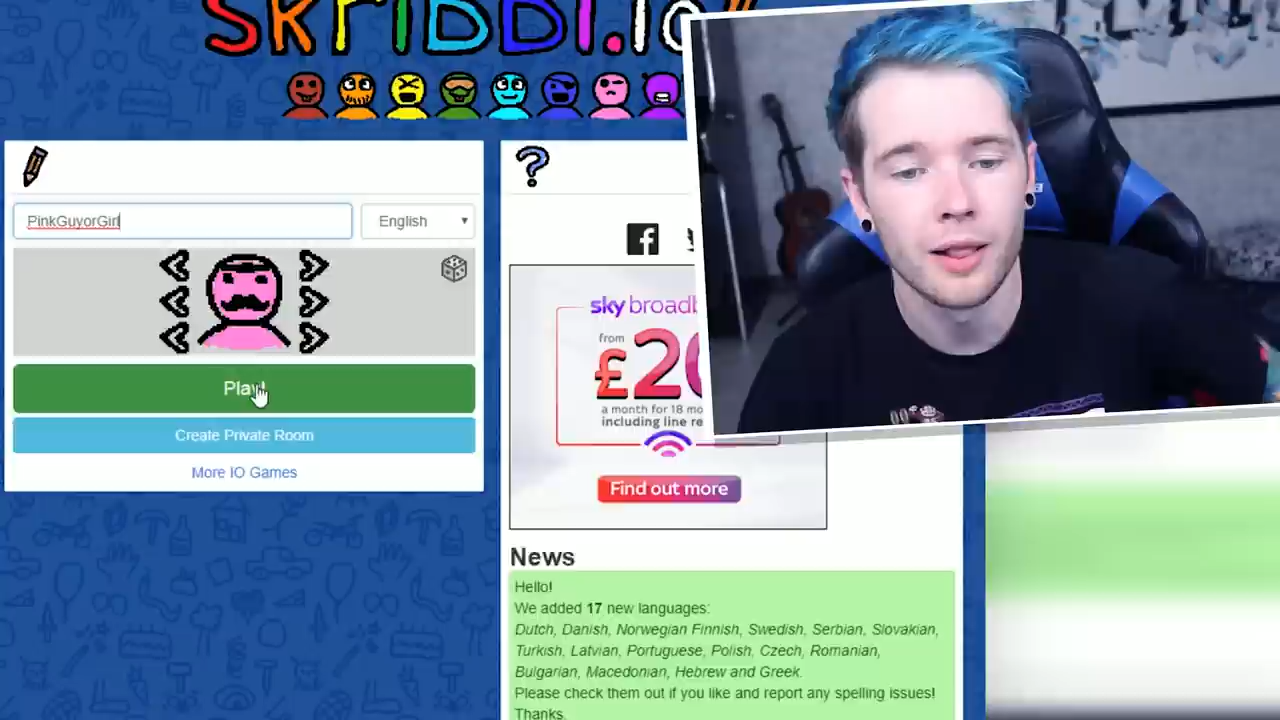 skribbl.io
PinkGuyorGirl
English
Play!
Create Private Room
More IO Games
sky
from
£20
a month for 18
including line
Find out more
News
Hello!
We added 17 new languages:
Dutch, Danish, Norwegian Finnish, Swedish, Serbian, Slovakian,
Turkish, Latvian, Portuguese, Polish, Czech, Romanian,
Bulgarian, Macedonian, Hebrew and Greek.
Please check them out if you like and report any spelling issues!
Thanks.